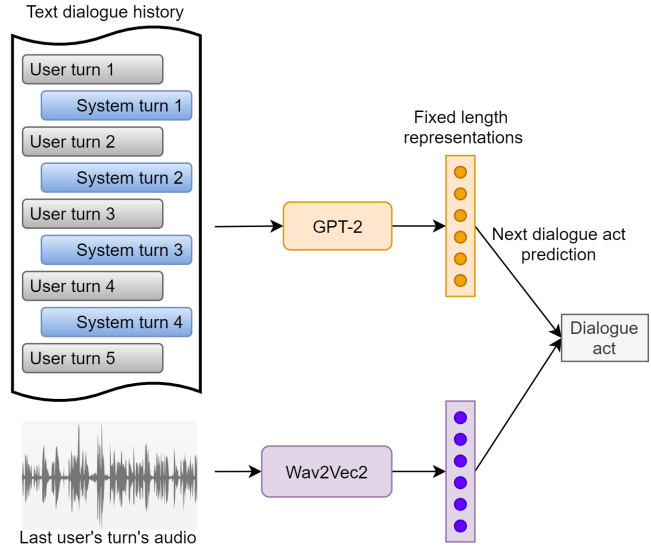 Text dialogue history
User turn 1
System turn 1
User turn 2
System turn 2
User turn 3
System turn 3
User turn 4
System turn 4
User turn 5
GPT-2
Fixed length
representations
Next dialogue act
prediction
Dialogue
act
Wav2Vec2
Last user's turn's audio